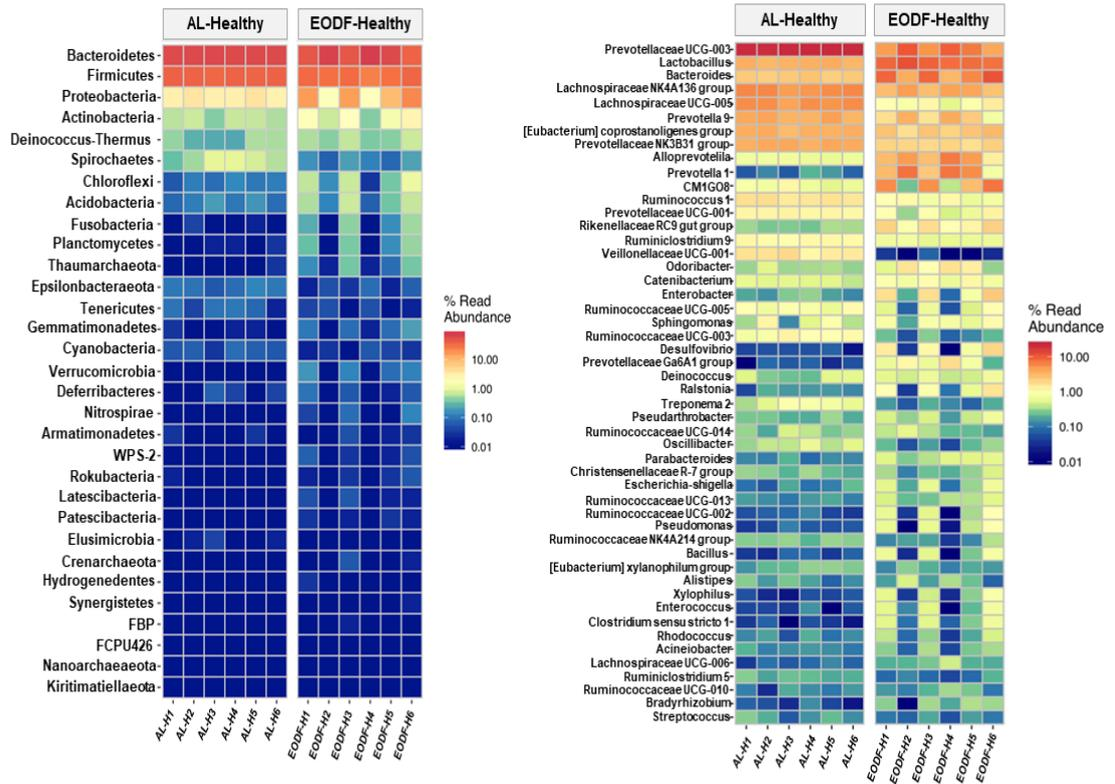 AL-Healthy
EODF-Healthy
Bacteroidetes
Firmicutes
Proteobacteria
Actinobacteria
Deinococcus-Thermus
Spirochaetes
Chloroflexi
Acidobacteria
Fusobacteria
Planctomycetes
Thaumarchaeota
Epsilonbacteraeota
Tenericutes
Gemmatimonadetes
Cyanobacteria
Verrucomicrobia
Deferribacteres
Nitrospirae
Armatimonadetes
WPS-2
Rokubacteria
Latescibacteria
Patescibacteria
Elusimicrobia
Crenarchaeota
Hydrogenedentes
Synergistetes
FBP
FCPU426
Nanoarchaeaeota
Kiritimatiellaeota
AL-H1
AL-H2
AL-H3
AL-H4
AL-H5
AL-H6
EODF-H1
EODF-H2
EODF-H3
EODF-H4
EODF-H5
EODF-H6
% Read
Abundance
10.00
1.00
0.10
0.01
AL-Healthy
EODF-Healthy
Prevotellaceae UCG-003
Lactobacillus
Bacteroides
Lachnospiraceae NK4A136 group
Lachnospiraceae UCG-005
Prevotella 9
[Eubacterium] coprostanoligenes group
Prevotellaceae NK3B31 group
Alloprevotelila
Prevotella 1
CM1GO8
Ruminococcus 1
Prevotellaceae UCG-001
Rikenellaceae RC9 gut group
Ruminiclostridium 9
Veillonellaceae UCG-001
Odoribacter
Catenibacterium
Enterobacter
Ruminococcaceae UCG-005
Sphingomonas
Ruminococcaceae UCG-003
Desulfovibrio
Prevotellaceae Ga6A1 group
Deinococcus
Ralstonia
Treponema 2
Pseudarthrobacter
Ruminococcaceae UCG-014
Oscillibacter
Parabacteroides
Christensenellaceae R-7 group
Escherichia-shigella
Ruminococcaceae UCG-013
Ruminococcaceae UCG-002
Pseudomonas
Ruminococcaceae NK4A214 group
Bacillus
[Eubacterium] xylanophilum group
Alistipes
Xylophilus
Enterococcus
Clostridium sensu stricto 1
Rhodococcus
Acineiobacter
Lachnospiraceae UCG-006
Ruminiclostridium 5
Ruminococcaceae UCG-010
Bradyrhizobium
Streptococcus
AL-H1
AL-H2
AL-H3
AL-H4
AL-H5
AL-H6
EODF-H1
EODF-H2
EODF-H3
EODF-H4
EODF-H5
EODF-H6
% Read
Abundance
10.00
1.00
0.10
0.01